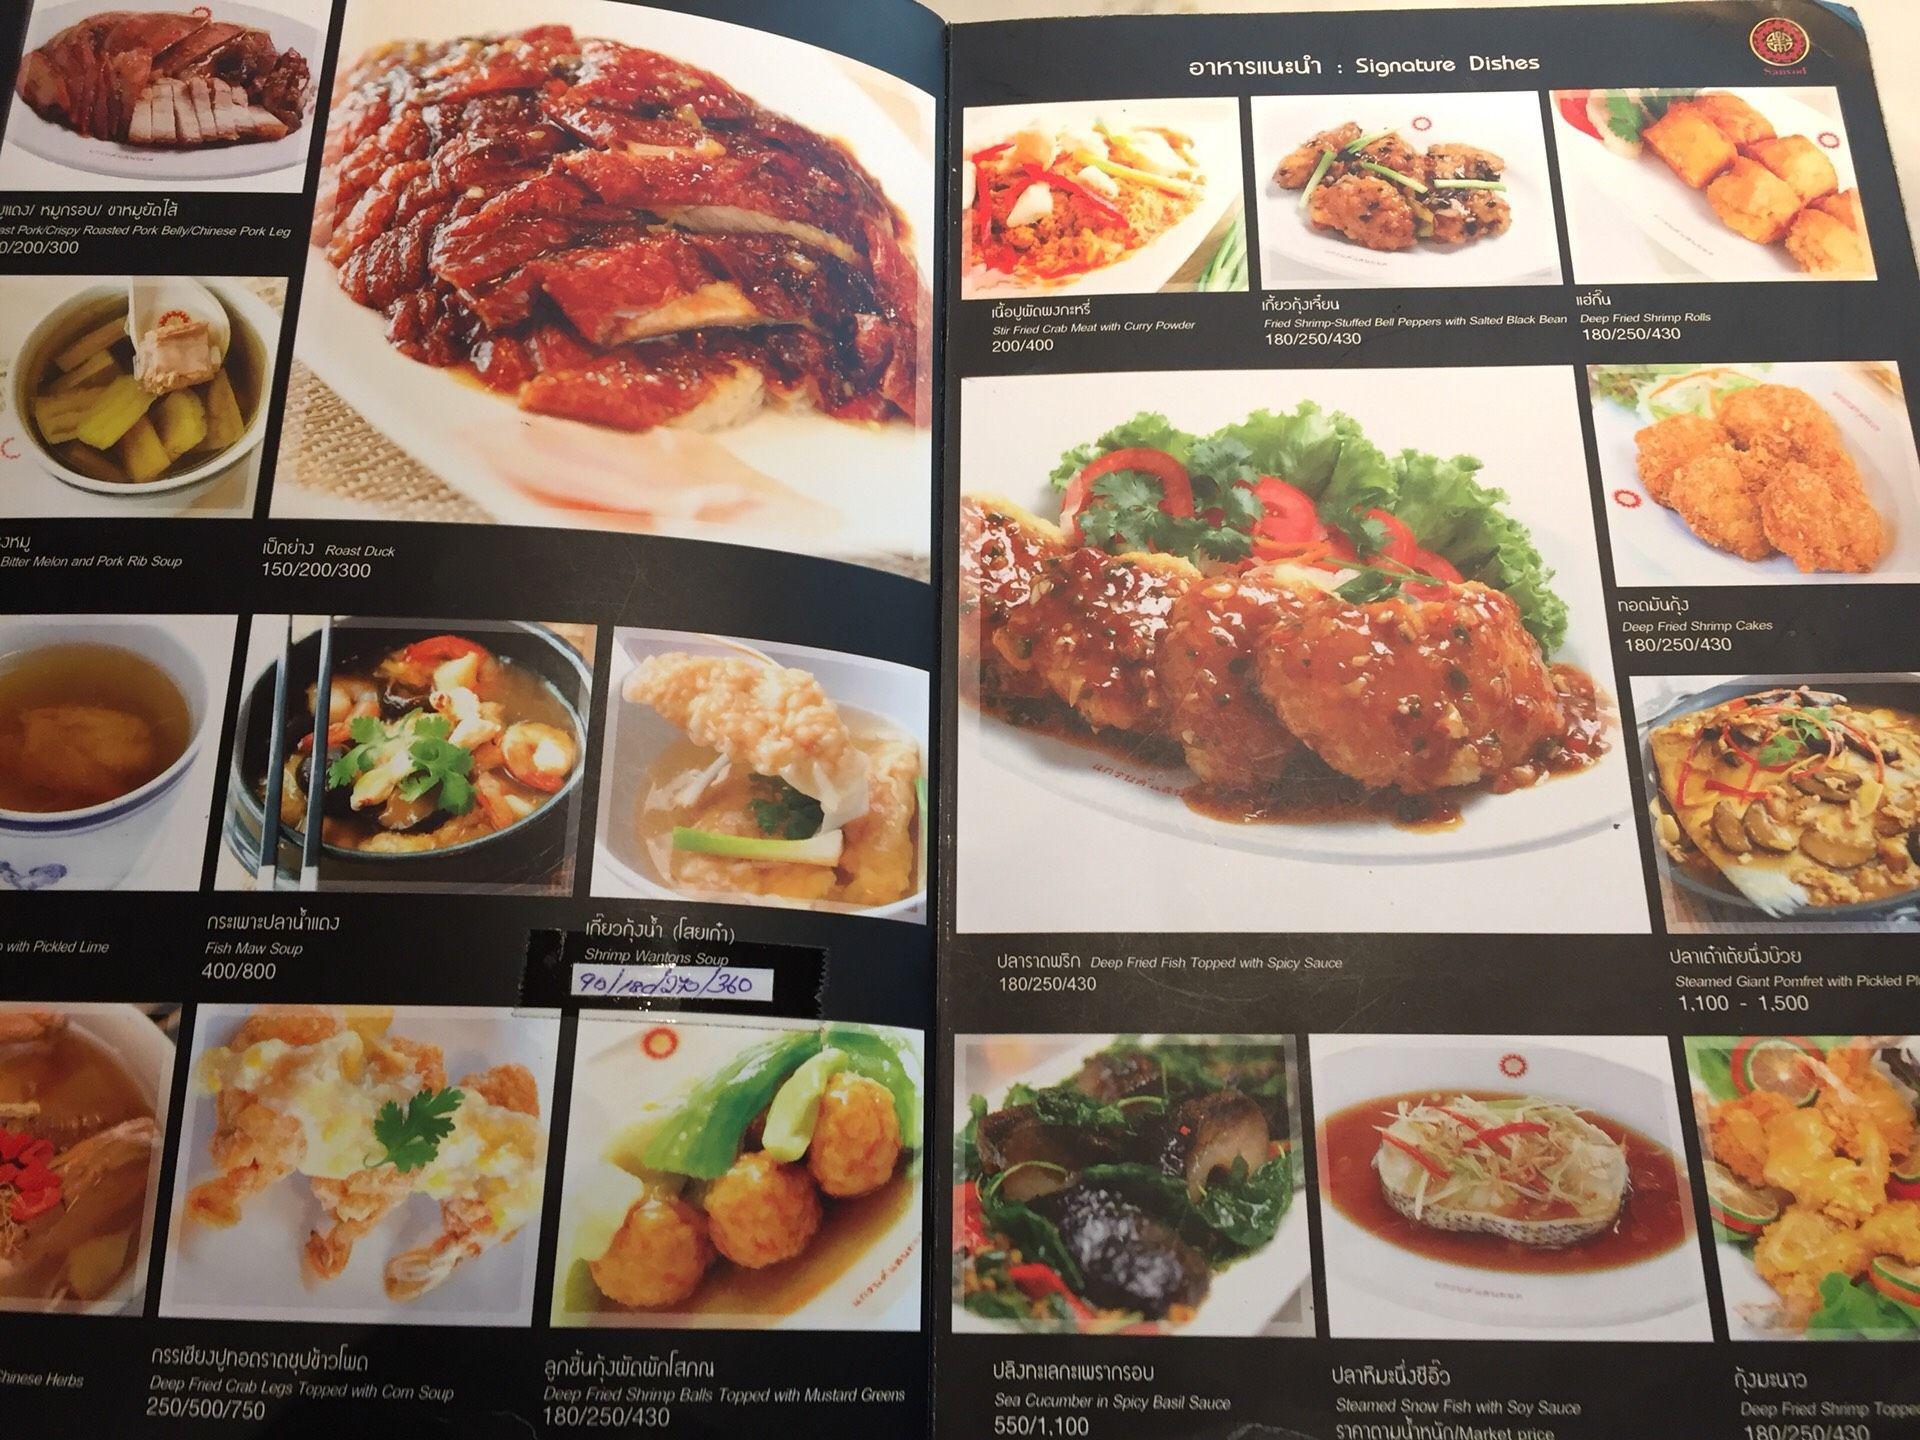 แดง/ หมูกรอบ/ ขาหมูยัดไส้
Pork/Crispy Roasted Pork Belly/Chinese Pork Leg
/200/300
Bitter Melon and Pork Rib Soup
เป็ดย่าง Roast Duck
150/200/300
with Pickled Lime
กระเพาะปลาน้ำแดง
Fish Maw Soup
400/800
เกี๊ยวกุ้งน้ำ (โสยเก๋า)
Shrimp Wantons Soup
90/180/270/360
Chinese Herbs
กรรเชียงปูทอดราดซุปข้าวโพด
Deep Fried Crab Legs Topped with Corn Soup
250/500/750
ลูกชิ้นกุ้งผัดผักโสภณ
Deep Fried Shrimp Balls Topped with Mustard Greens
180/250/430
อาหารแนะนำ : Signature Dishes
Sansod
เนื้อปูผัดผงกะหรี่
Stir Fried Crab Meat with Curry Powder
200/400
เกี้ยวกุ้งเจี๋ยน
Fried Shrimp-Stuffed Bell Peppers with Salted Black Bean
180/250/430
แฮ่กึ๊น
Deep Fried Shrimp Rolls
180/250/430
ทอดมันกุ้ง
Deep Fried Shrimp Cakes
180/250/430
ปลาราดพริก Deep Fried Fish Topped with Spicy Sauce
180/250/430
ปลาเต๋าเต้ยนึ่งบ๊วย
Steamed Giant Pomfret with Pickled
1,100 - 1,500
ปลิงทะเลกะเพรากรอบ
Sea Cucumber in Spicy Basil Sauce
550/1,100
ปลาหิมะนึ่งซีอิ๊ว
Steamed Snow Fish with Soy Sauce
ราคาตามน้ำหนัก/Market price
กุ้งมะนาว
Deep Fried Shrimp Topped
180/250/430